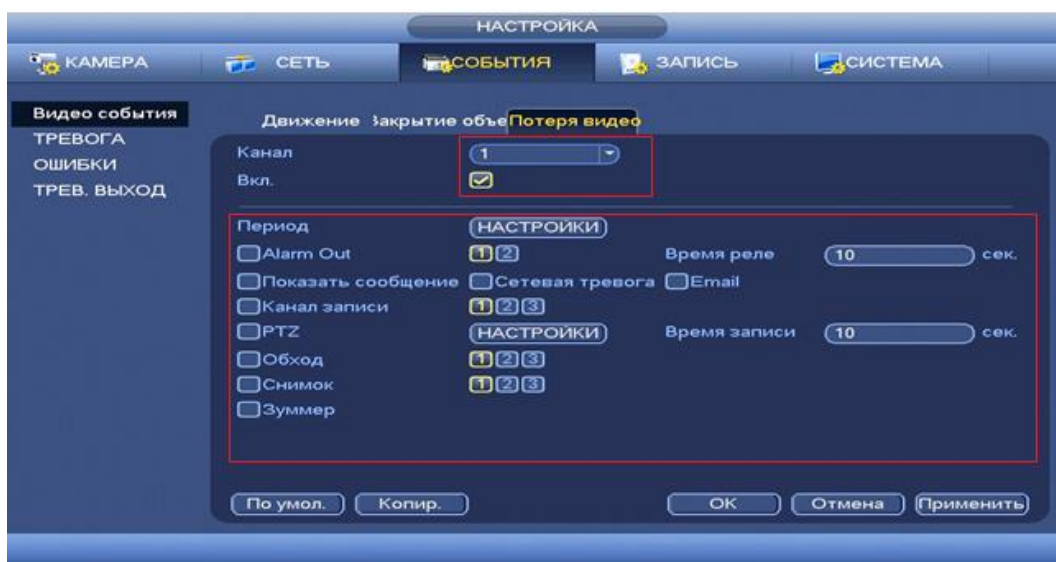 НАСТРОЙКА
КАМЕРА СЕТЬ СОБЫТИЯ ЗАПИСЬ СИСТЕМА
Видео события
ТРЕВОГА
ОШИБКИ
ТРЕВ. ВЫХОД
Движение Закрытие объе Потеря видео
Канал 1
Вкл.
Период НАСТРОЙКИ
Alarm Out 1 2 Время реле 10 сек.
Показать сообщение Сетевая тревога Email
Канал записи 1 2 3
PTZ НАСТРОЙКИ Время записи 10 сек.
Обход 1 2 3
Снимок 1 2 3
Зуммер
По умол. Копир. OK Отмена Применить